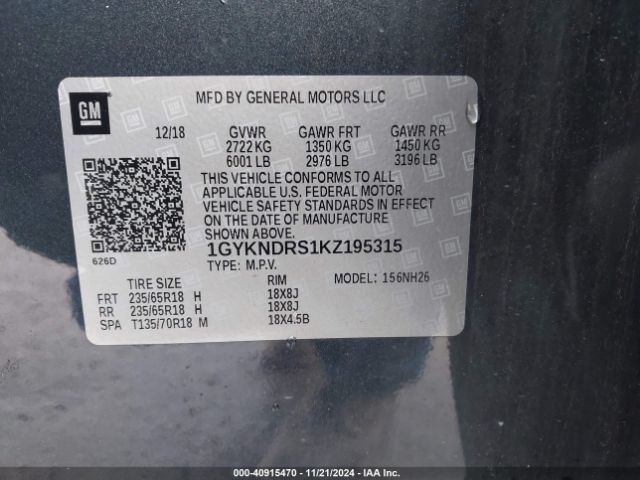 GM
MFD BY GENERAL MOTORS LLC
12/18 GVWR GAWR FRT GAWR RR
2722 KG 1350 KG 1450 KG
6001 LB 2976 LB 3196 LB
THIS VEHICLE CONFORMS TO ALL
APPLICABLE U.S. FEDERAL MOTOR
VEHICLE SAFETY STANDARDS IN EFFECT
ON THE DATE OF MANUFACTURE
SHOWN ABOVE.
626D
1GYKNDRS1KZ195315
TYPE: M.P.V.
TIRE SIZE RIM MODEL: 156NH26
FRT 235/65R18 H 18X8J
RR 235/65R18 H 18X8J
SPA T135/70R18 M 18X4.5B
© - 40915470 - 11/21/2024 - IAA Inc.